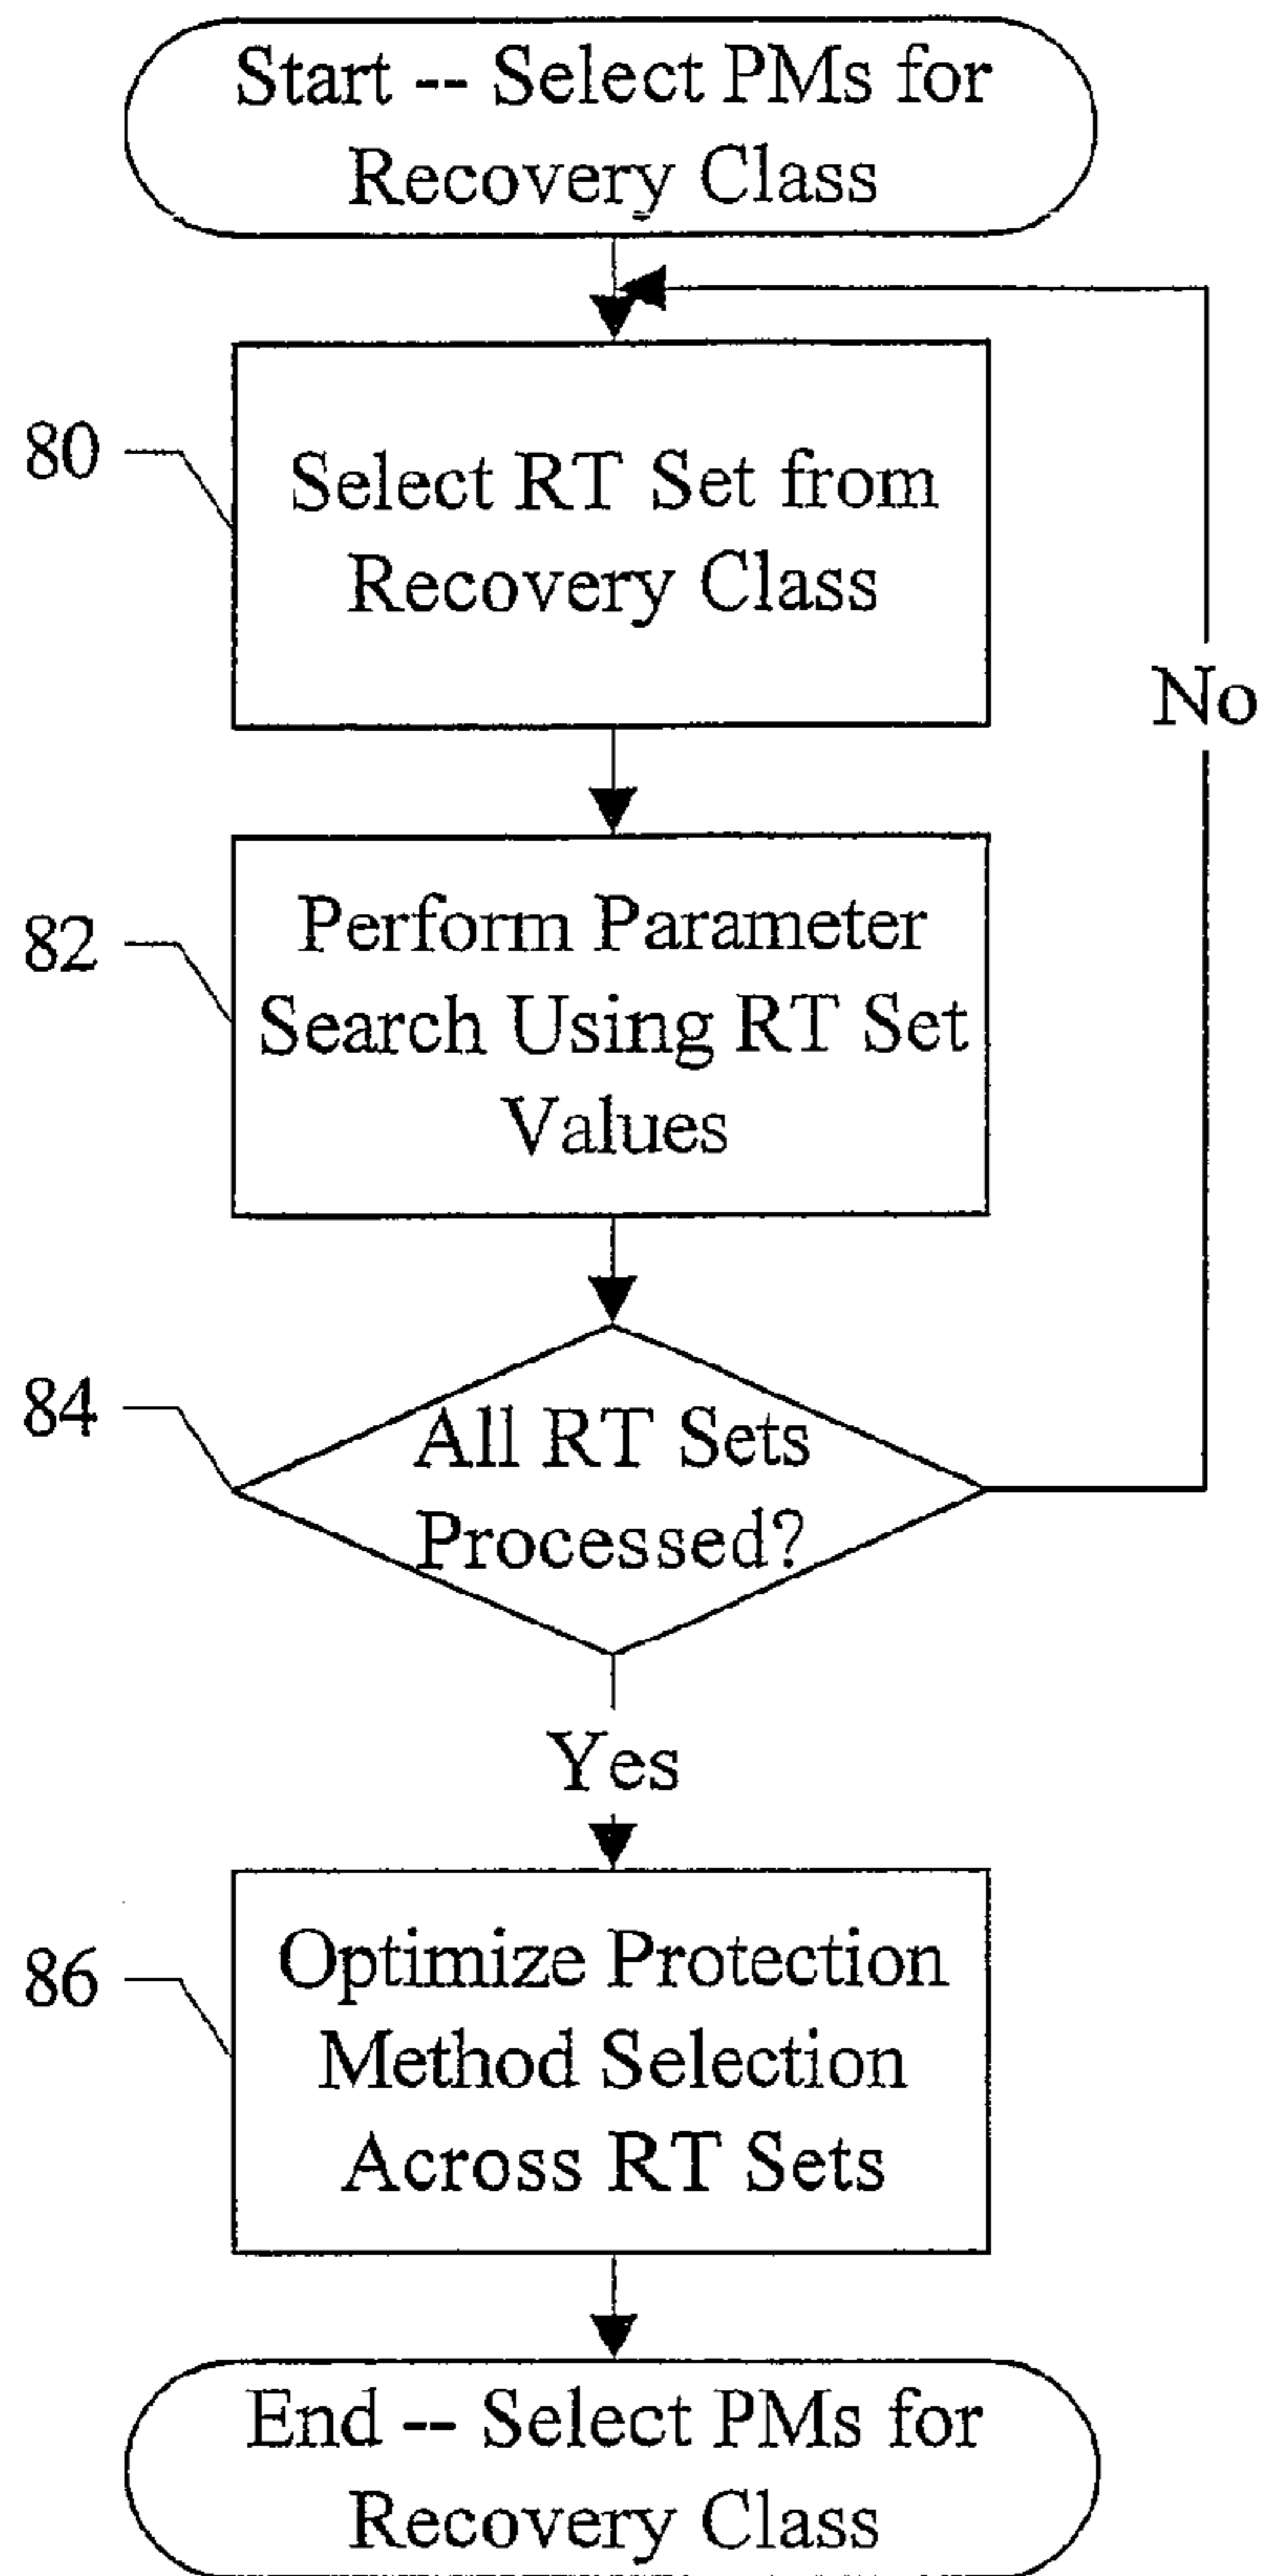 Start -- Select PMs for
Recovery Class
80
Select RT Set from
Recovery Class
No
82
Perform Parameter
Search Using RT Set
Values
84
All RT Sets
Processed?
Yes
86
Optimize Protection
Method Selection
Across RT Sets
End -- Select PMs for
Recovery Class